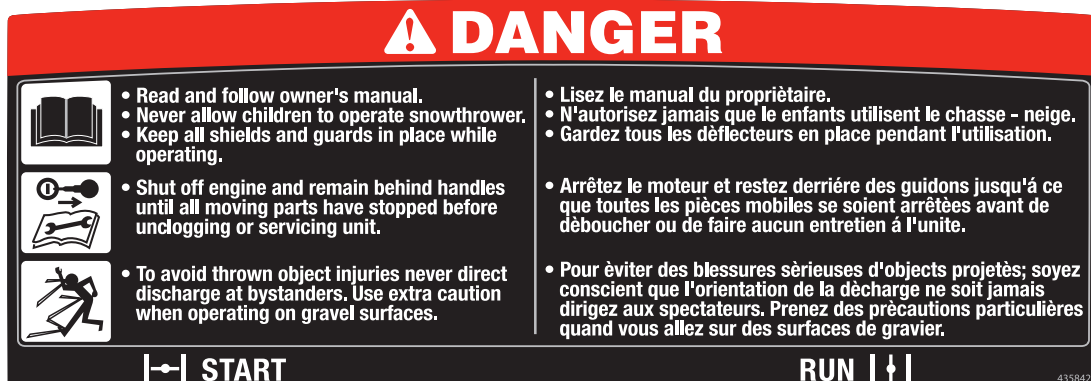 DANGER
• Read and follow owner's manual.
• Never allow children to operate snowthrower.
• Keep all shields and guards in place while
operating.
• Shut off engine and remain behind handles
until all moving parts have stopped before
unclogging or servicing unit.
• To avoid thrown object injuries never direct
discharge at bystanders. Use extra caution
when operating on gravel surfaces.
• Lisez le manual du propriètaire.
• N'autorisez jamais que le enfants utilisent le chasse - neige.
• Gardez tous les dèflecteurs en place pendant l'utilisation.
• Arrêtez le moteur et restez derriére des guidons jusqu'á ce
que toutes les pièces mobiles se soient arrêtèes avant de
dèboucher ou de faire aucun entretien á l'unite.
• Pour èviter des blessures sèrieuses d'objects projetès; soyez
conscient que l'orientation de la dècharge ne soit jamais
dirigez aux spectateurs. Prenez des prècautions particulières
quand vous allez sur des surfaces de gravier.
START
RUN
435842